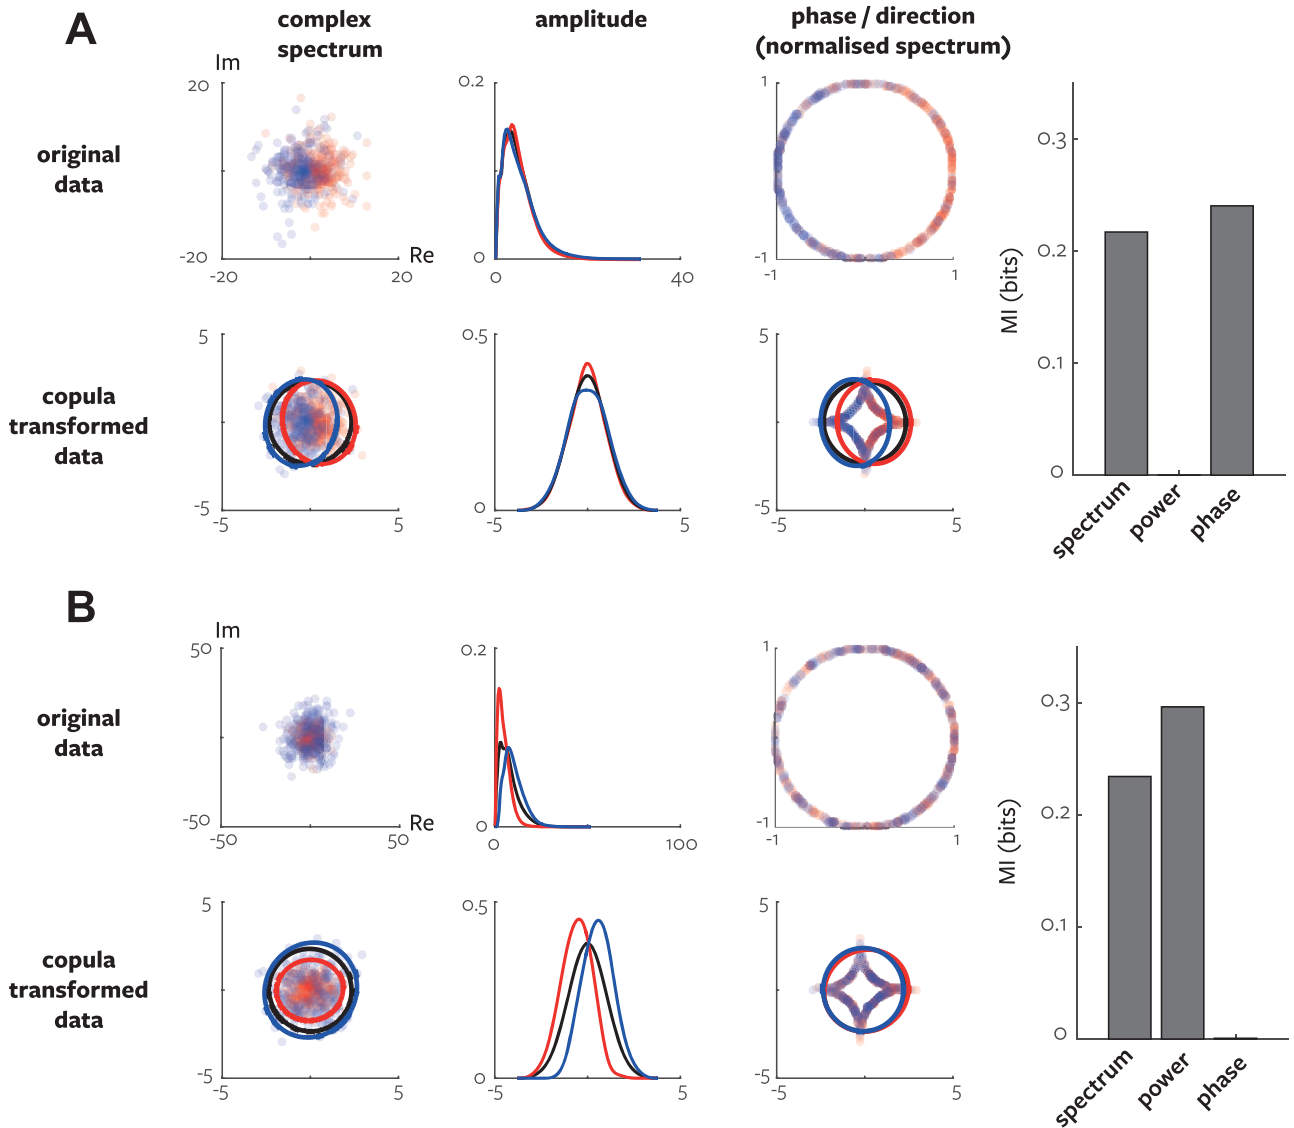 A
complex
spectrum
amplitude
phase / direction
(normalised spectrum)
original
data
Im
20
-20
-20
20
Re
0.2
0
0
40
1
-1
-1
1
copula
transformed
data
5
-5
-5
5
0.5
0
-5
5
5
-5
-5
5
MI (bits)
0.3
0.2
0.1
0
spectrum
power
phase
B
original
data
Im
50
-50
-50
50
Re
0.2
0
0
100
1
-1
-1
1
copula
transformed
data
5
-5
-5
5
0.5
0
-5
5
5
-5
-5
5
MI (bits)
0.3
0.2
0.1
0
spectrum
power
phase